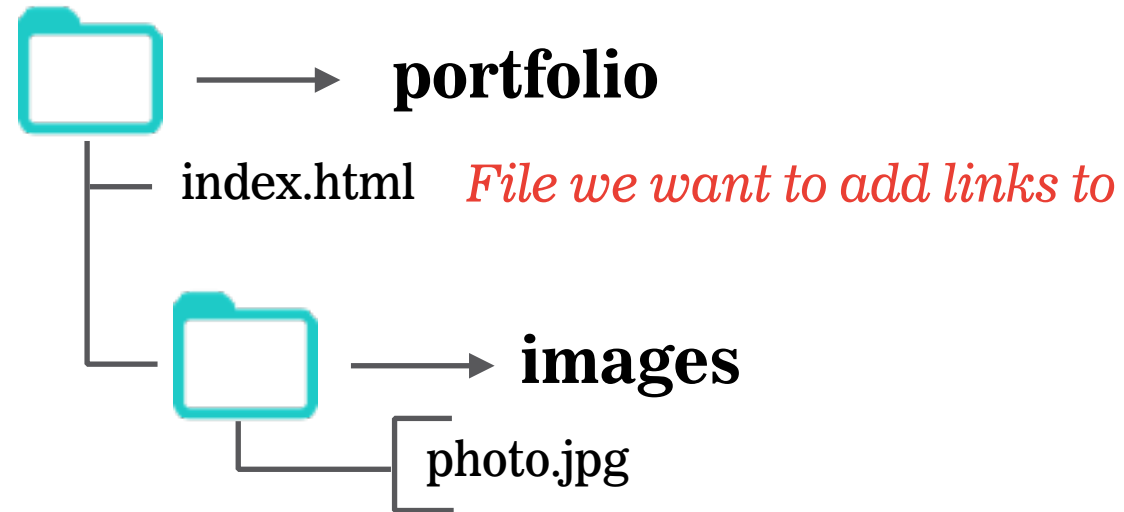 portfolio
index.html File we want to add links to
images
photo.jpg